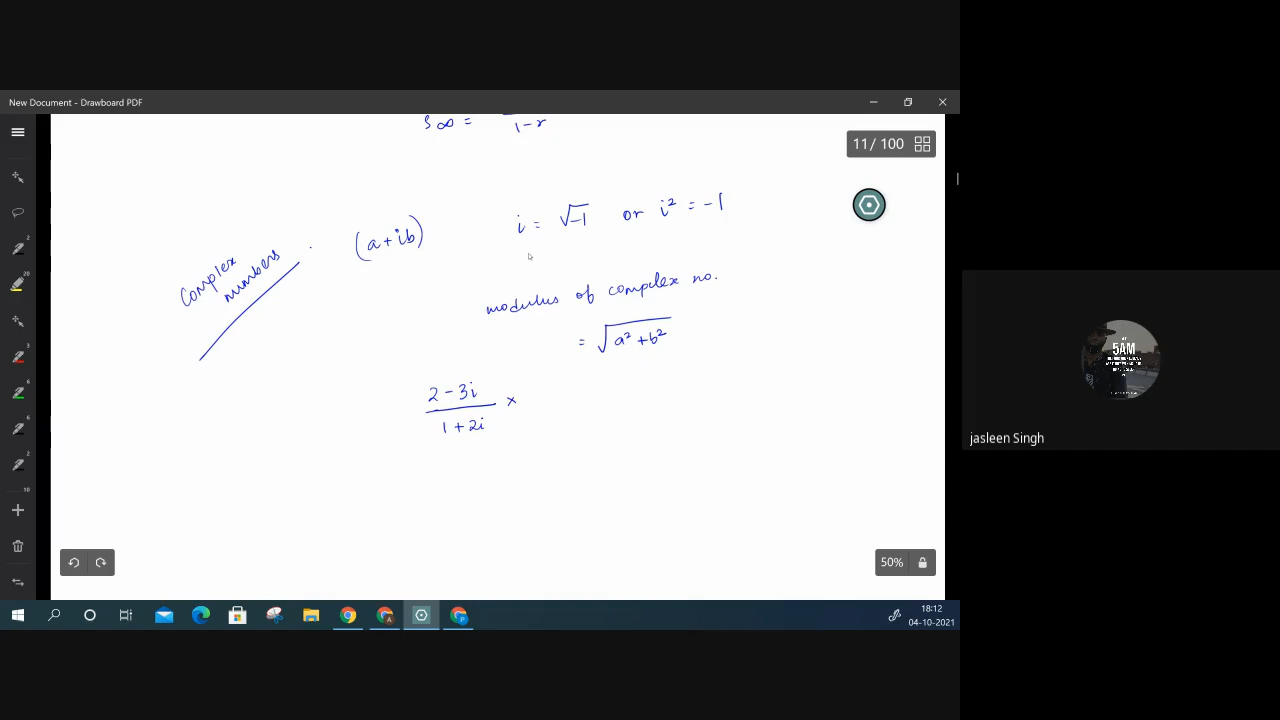 New Document - Drawboard PDF
S∞ =
1-r
11 / 100
i = √-1 or i² = -1
(a+ib)
Complex
numbers
modulus of complex no.
= √a² + b²
2 - 3i ×
1 + 2i
5AM
jasleen Singh
50%
18:12
04-10-2021